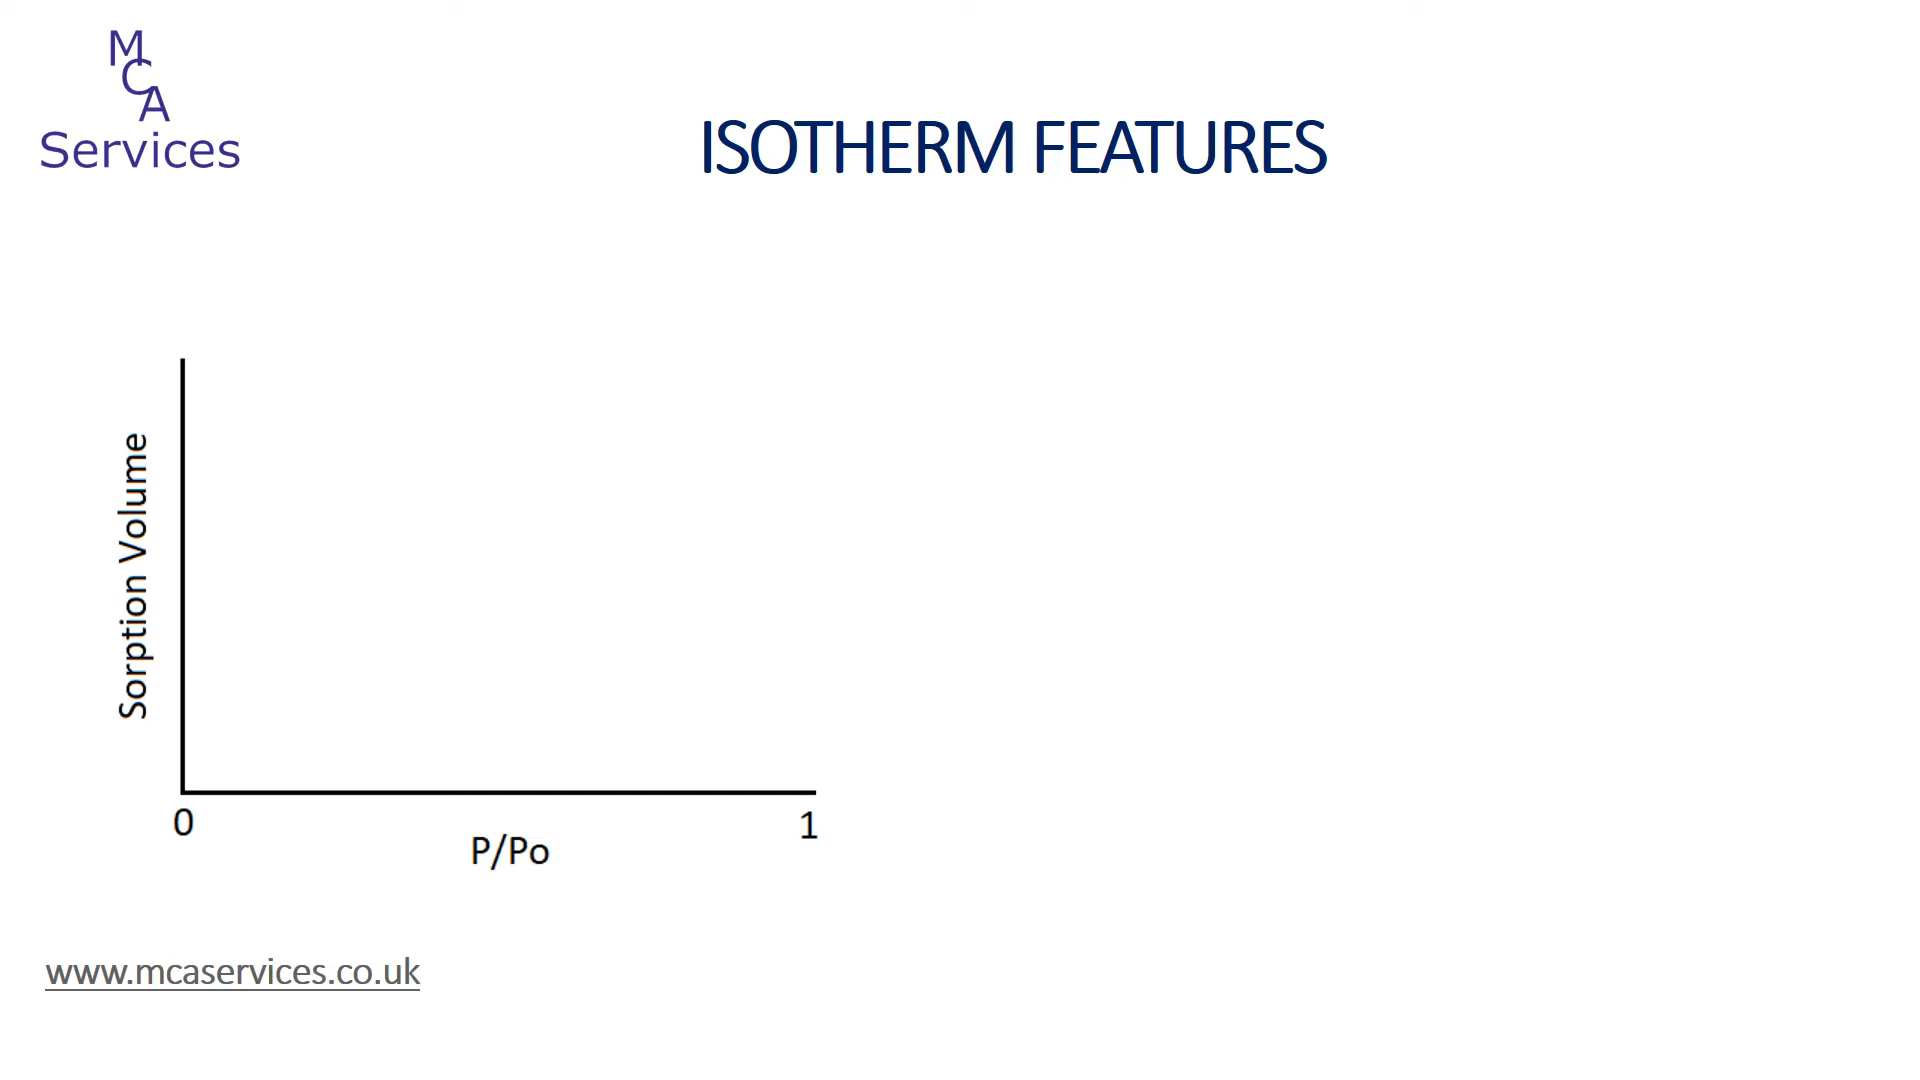 M
C
A
Services
ISOTHERM FEATURES
Sorption Volume
0
1
P/Po
www.mcaservices.co.uk